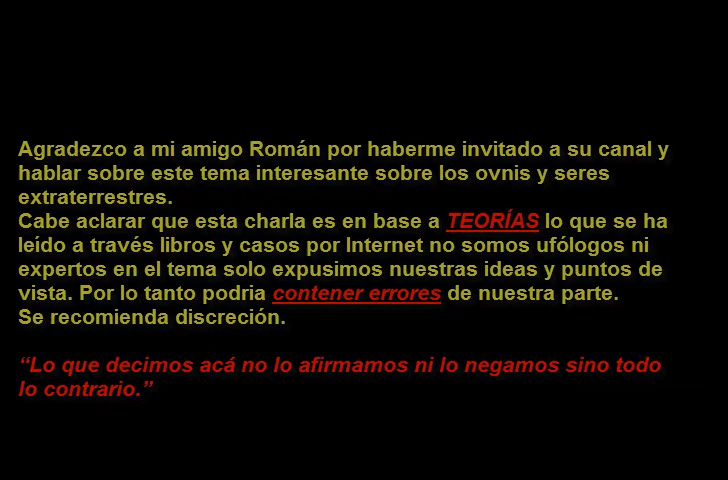 Agradezco a mi amigo Román por haberme invitado a su canal y
hablar sobre este tema interesante sobre los ovnis y seres
extraterrestres.
Cabe aclarar que esta charla es en base a TEORÍAS lo que se ha
leído a través libros y casos por Internet no somos ufólogos ni
expertos en el tema solo expusimos nuestras ideas y puntos de
vista. Por lo tanto podria contener errores de nuestra parte.
Se recomienda discreción.
“Lo que decimos acá no lo afirmamos ni lo negamos sino todo
lo contrario.”